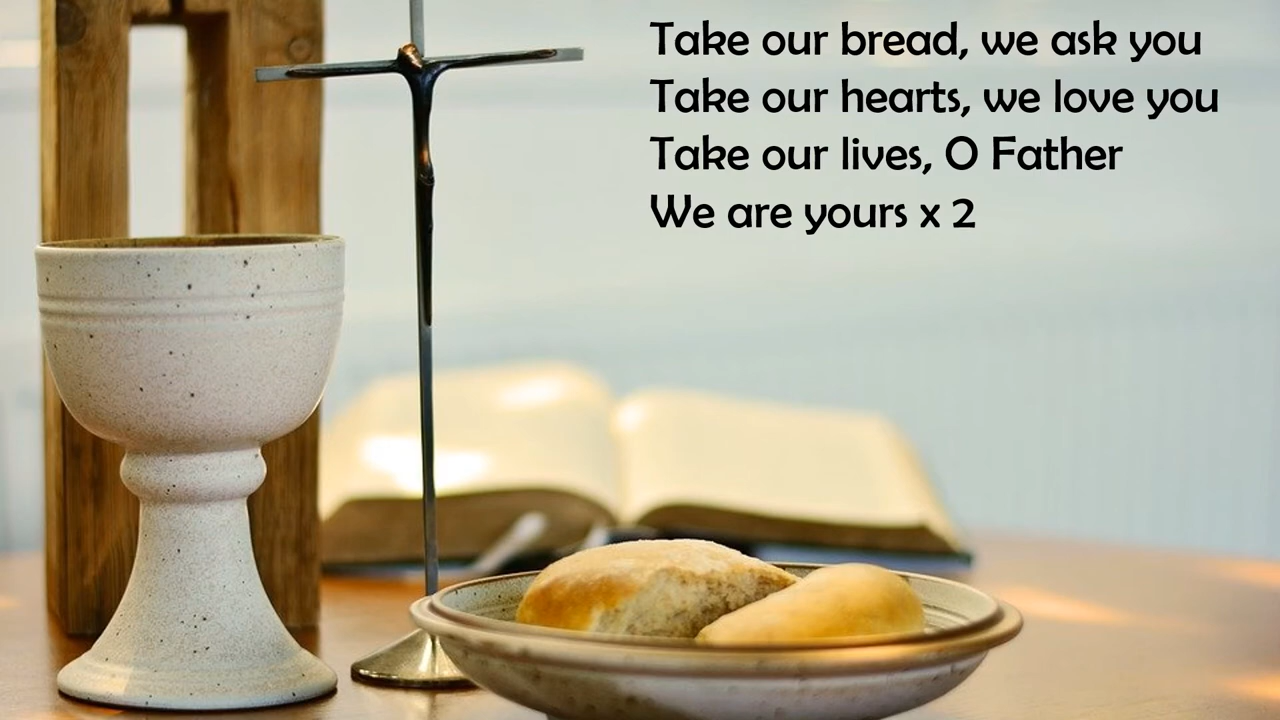 Take our bread, we ask you
Take our hearts, we love you
Take our lives, O Father
We are yours x 2